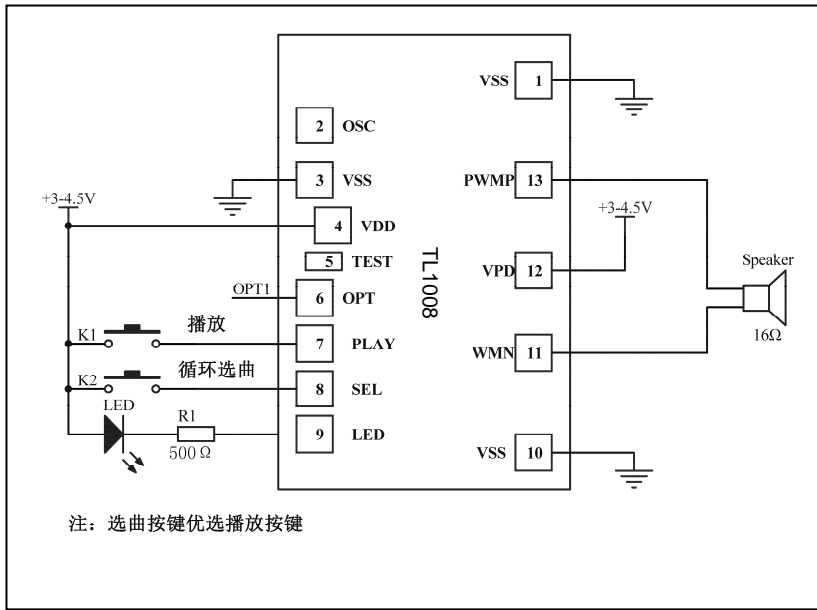 VSS 1
2 OSC
3 VSS
PWMP 13
+3-4.5V
+3-4.5V
4 VDD
Speaker
5 TEST
TL1008
VPD 12
OPT1
6 OPT
16Ω
K1
播放
7 PLAY
WMN 11
K2
循环选曲
8 SEL
LED
R1
9 LED
500Ω
VSS 10
注：选曲按键优选播放按键